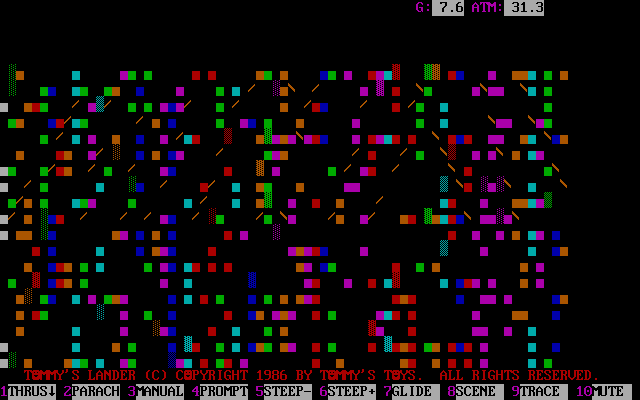 G: 7.6 ATM: 31.3
TOMMY'S LANDER (C) COPYRIGHT 1986 BY TOMMY'S TOYS. ALL RIGHTS RESERVED.
1THRUS↓ 2PARACH 3MANUAL 4PROMPT 5STEEP- 6STEEP+ 7GLIDE 8SCENE 9TRACE 10MUTE